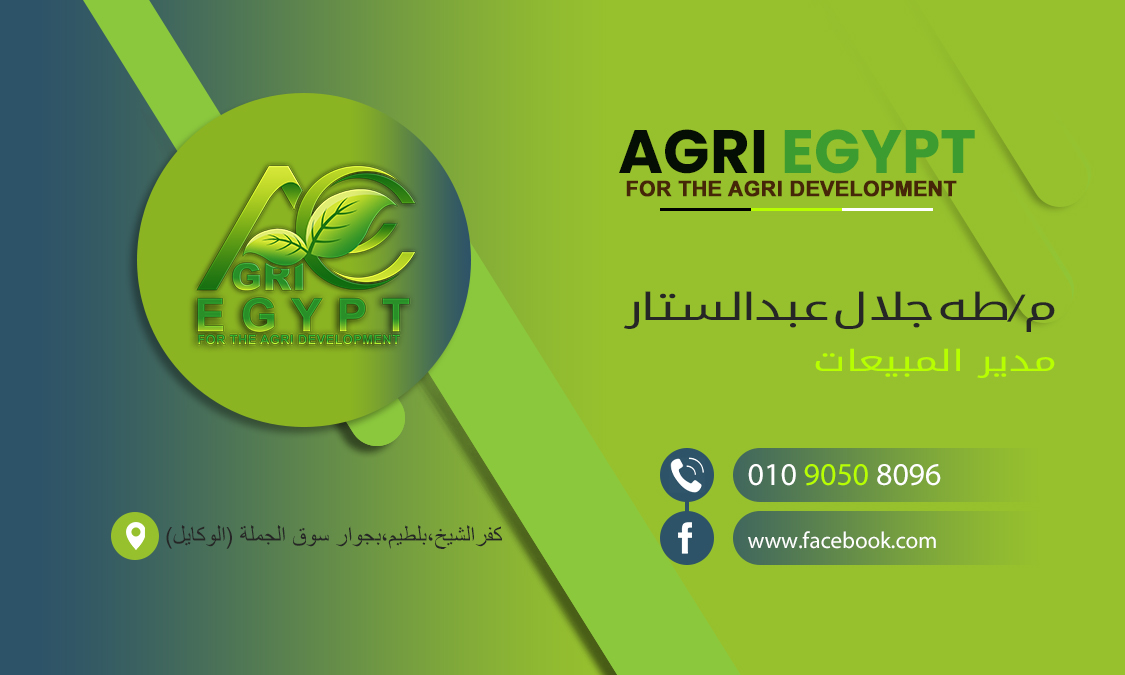 AGRI
EGYPT
FOR THE AGRI DEVELOPMENT
AGRI EGYPT
FOR THE AGRI DEVELOPMENT
م/طه جلال عبدالستار
مدير المبيعات
010 9050 8096
www.facebook.com
كفرالشيخ،بلطيم،بجوار سوق الجملة (الوكايل)